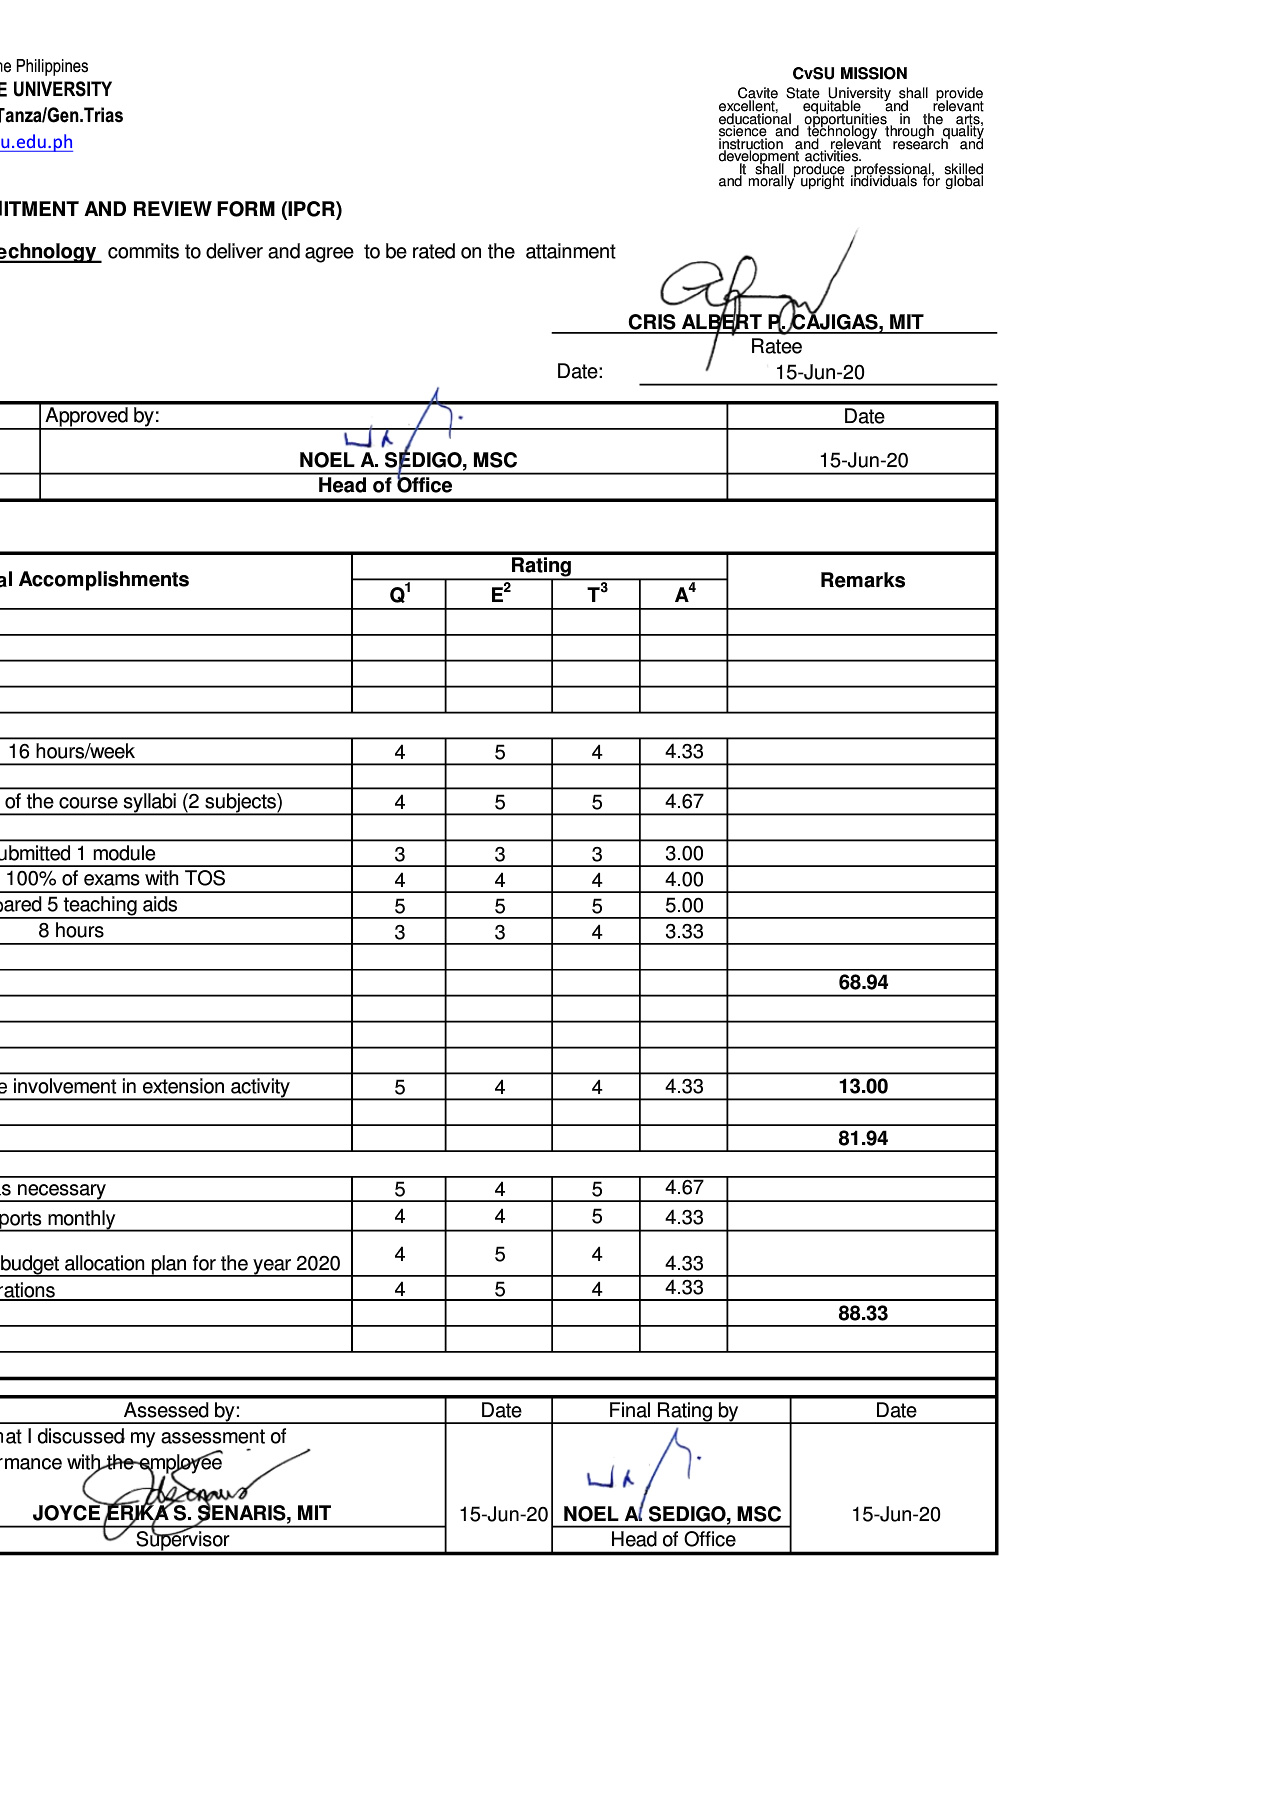 he Philippines
E UNIVERSITY
Tanza/Gen.Trias
u.edu.ph
CvSU MISSION
Cavite State University shall provide
excellent, equitable and relevant
educational opportunities in the arts,
science and technology through quality
instruction and relevant research and
development activities.
It shall produce professional, skilled
and morally upright individuals for global
MITMENT AND REVIEW FORM (IPCR)
echnology commits to deliver and agree to be rated on the attainment
CRIS ALBERT P. CAJIGAS, MIT
Ratee
Date: 15-Jun-20
Approved by: Date
NOEL A. SEDIGO, MSC 15-Jun-20
Head of Office
al Accomplishments Rating Remarks
Q1 E2 T3 A4
16 hours/week 4 5 4 4.33
of the course syllabi (2 subjects) 4 5 5 4.67
ubmitted 1 module 3 3 3 3.00
100% of exams with TOS 4 4 4 4.00
pared 5 teaching aids 5 5 5 5.00
8 hours 3 3 4 3.33
68.94
e involvement in extension activity 5 4 4 4.33 13.00
81.94
as necessary 5 4 5 4.67
ports monthly 4 4 5 4.33
budget allocation plan for the year 2020 4 5 4 4.33
rations 4 5 4 4.33
88.33
Assessed by: Date Final Rating by Date
hat I discussed my assessment of
rmance with the employee
JOYCE ERIKA S. SENARIS, MIT 15-Jun-20 NOEL A. SEDIGO, MSC 15-Jun-20
Supervisor Head of Office